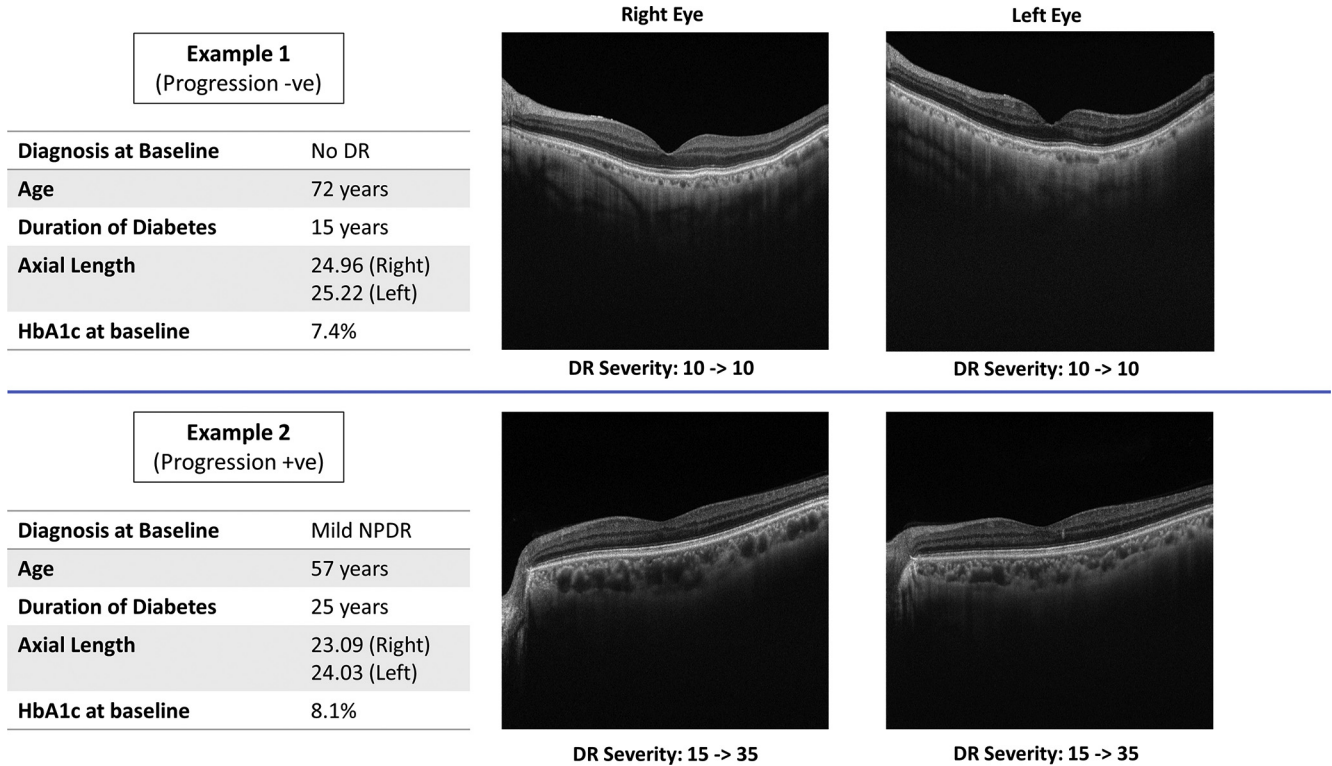 Right Eye
Left Eye
Example 1
(Progression -ve)
Diagnosis at Baseline No DR
Age 72 years
Duration of Diabetes 15 years
Axial Length 24.96 (Right)
25.22 (Left)
HbA1c at baseline 7.4%
DR Severity: 10 -> 10
DR Severity: 10 -> 10
Example 2
(Progression +ve)
Diagnosis at Baseline Mild NPDR
Age 57 years
Duration of Diabetes 25 years
Axial Length 23.09 (Right)
24.03 (Left)
HbA1c at baseline 8.1%
DR Severity: 15 -> 35
DR Severity: 15 -> 35